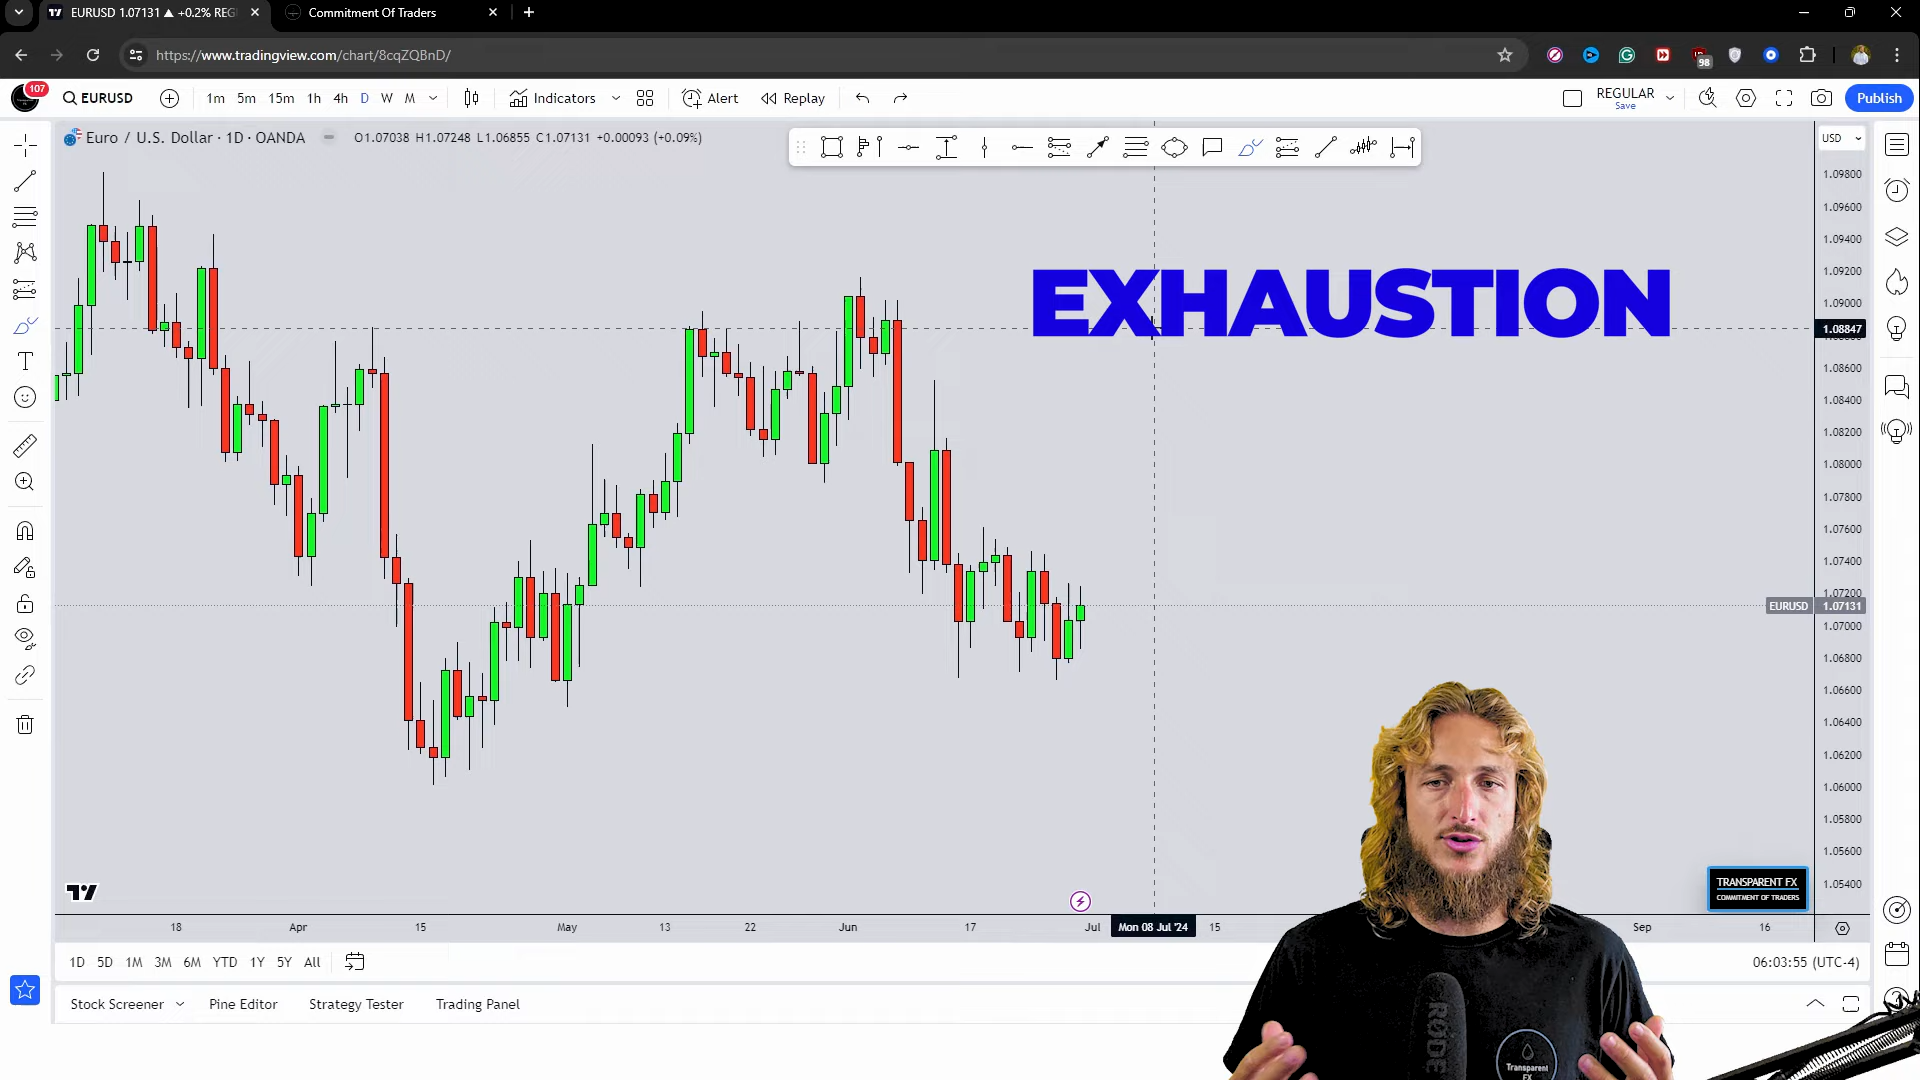 EURUSD 1.07131 ▲ +0.2% REG
Commitment Of Traders
https://www.tradingview.com/chart/8cqZQBnD/
98
107
EURUSD
1m 5m 15m 1h 4h D W M
Indicators
Alert
Replay
REGULAR
Save
Publish
Euro / U.S. Dollar · 1D · OANDA
O1.07038 H1.07248 L1.06855 C1.07131 +0.00093 (+0.09%)
USD
1.09800
1.09600
1.09400
1.09200
1.09000
EXHAUSTION
1.08847
1.08600
1.08400
1.08200
1.08000
1.07800
1.07600
1.07400
1.07200
EURUSD 1.07131
1.07000
1.06800
1.06600
1.06400
1.06200
1.06000
1.05800
1.05600
1.05400
TRANSPARENT FX
COMMITMENT OF TRADERS
18 Apr 15 May 13 22 Jun 17 Jul Mon 08 Jul '24 15 Sep 16
1D 5D 1M 3M 6M YTD 1Y 5Y All
06:03:55 (UTC-4)
Stock Screener
Pine Editor
Strategy Tester
Trading Panel
RØDE
Transparent
FX